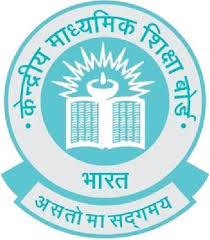 केन्द्रीय माध्यमिक शिक्षा बोर्ड
भारत
असतो मा सद्गमय